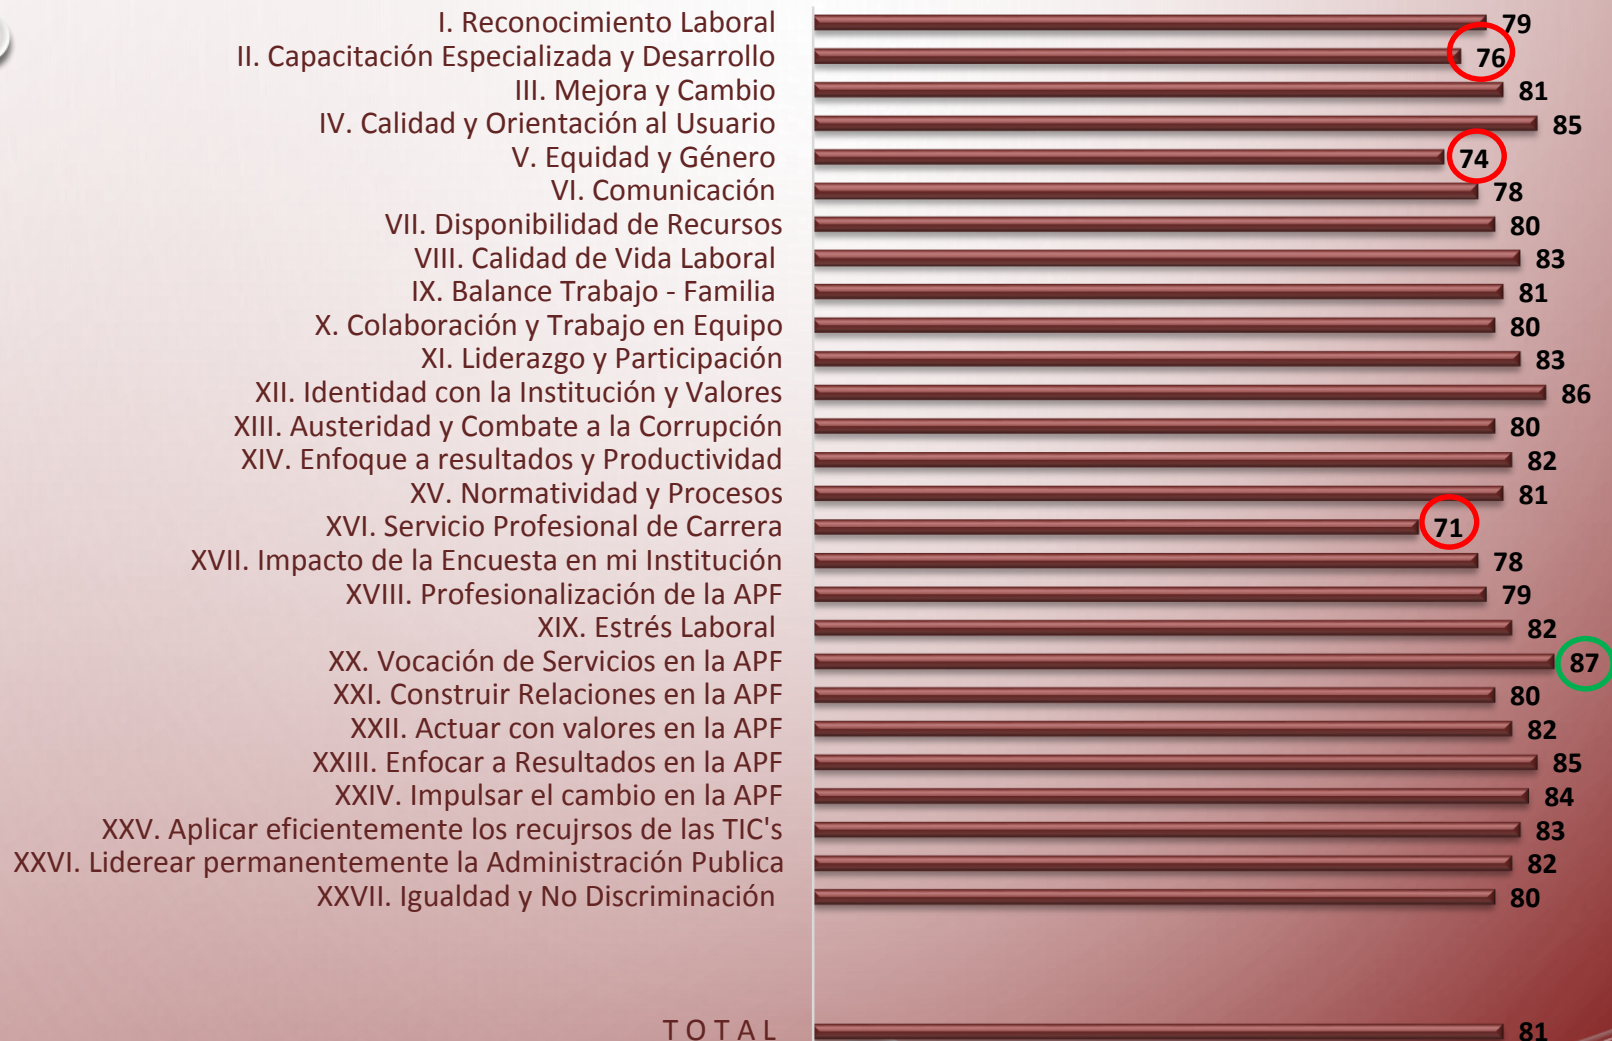 I. Reconocimiento Laboral 79
II. Capacitación Especializada y Desarrollo 76
III. Mejora y Cambio 81
IV. Calidad y Orientación al Usuario 85
V. Equidad y Género 74
VI. Comunicación 78
VII. Disponibilidad de Recursos 80
VIII. Calidad de Vida Laboral 83
IX. Balance Trabajo - Familia 81
X. Colaboración y Trabajo en Equipo 80
XI. Liderazgo y Participación 83
XII. Identidad con la Institución y Valores 86
XIII. Austeridad y Combate a la Corrupción 80
XIV. Enfoque a resultados y Productividad 82
XV. Normatividad y Procesos 81
XVI. Servicio Profesional de Carrera 71
XVII. Impacto de la Encuesta en mi Institución 78
XVIII. Profesionalización de la APF 79
XIX. Estrés Laboral 82
XX. Vocación de Servicios en la APF 87
XXI. Construir Relaciones en la APF 80
XXII. Actuar con valores en la APF 82
XXIII. Enfocar a Resultados en la APF 85
XXIV. Impulsar el cambio en la APF 84
XXV. Aplicar eficientemente los recujrsos de las TIC's 83
XXVI. Liderear permanentemente la Administración Publica 82
XXVII. Igualdad y No Discriminación 80
T O T A L 81